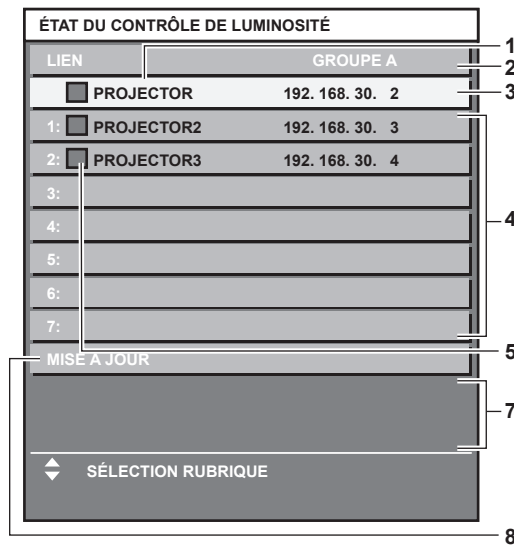 ÉTAT DU CONTRÔLE DE LUMINOSITÉ
LIEN GROUPE A
PROJECTOR 192. 168. 30. 2
1: PROJECTOR2 192. 168. 30. 3
2: PROJECTOR3 192. 168. 30. 4
3:
4:
5:
6:
7:
MISE A JOUR
SÉLECTION RUBRIQUE
1
2
3
4
5
7
8